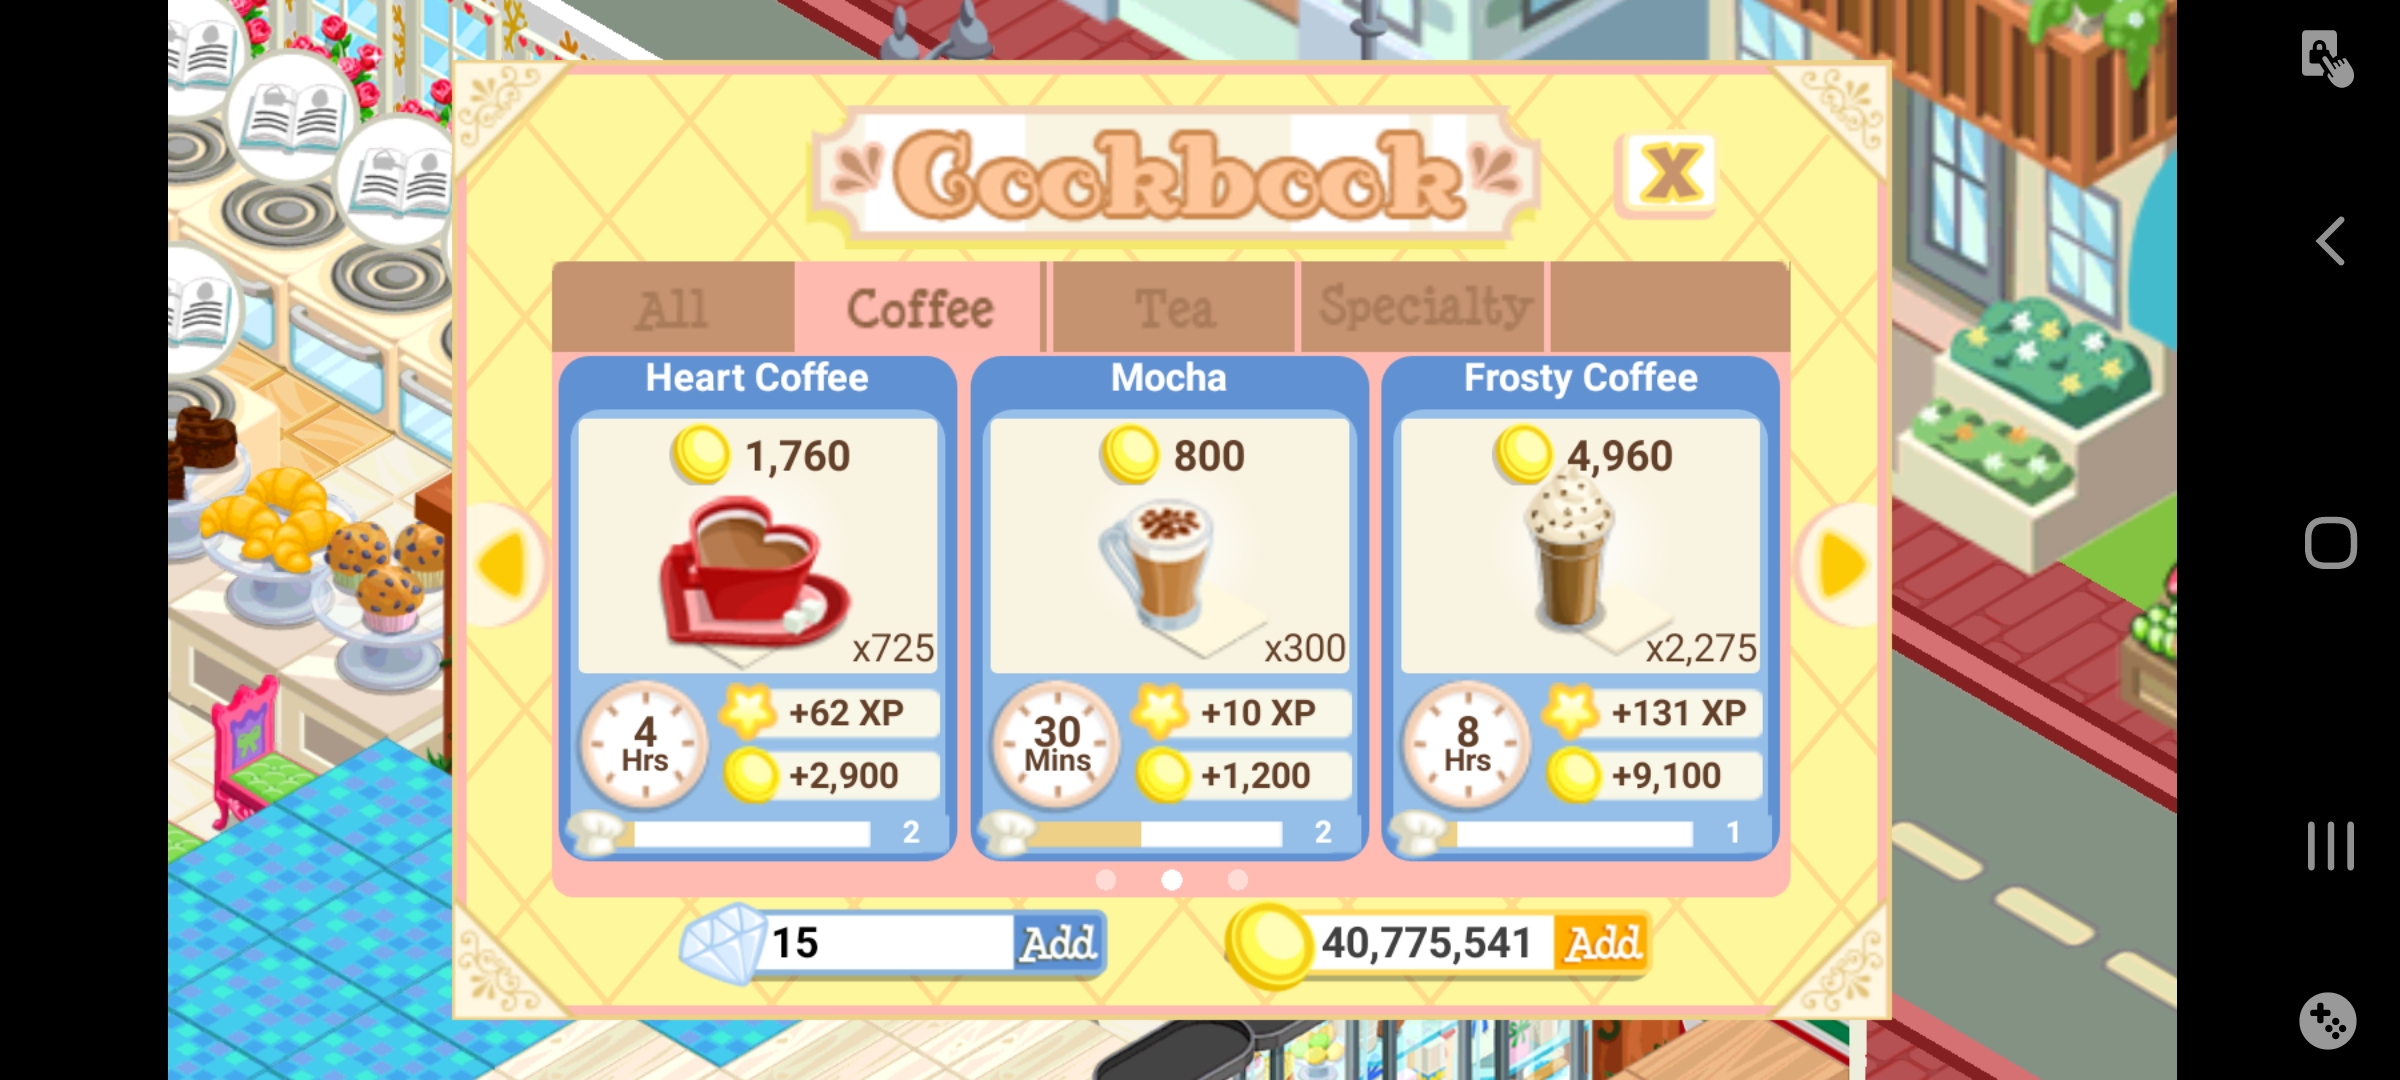 Cookbook
X
All Coffee Tea Specialty
Heart Coffee
1,760
x725
4
Hrs
+62 XP
+2,900
2
Mocha
800
x300
30
Mins
+10 XP
+1,200
2
Frosty Coffee
4,960
x2,275
8
Hrs
+131 XP
+9,100
1
15 Add
40,775,541 Add